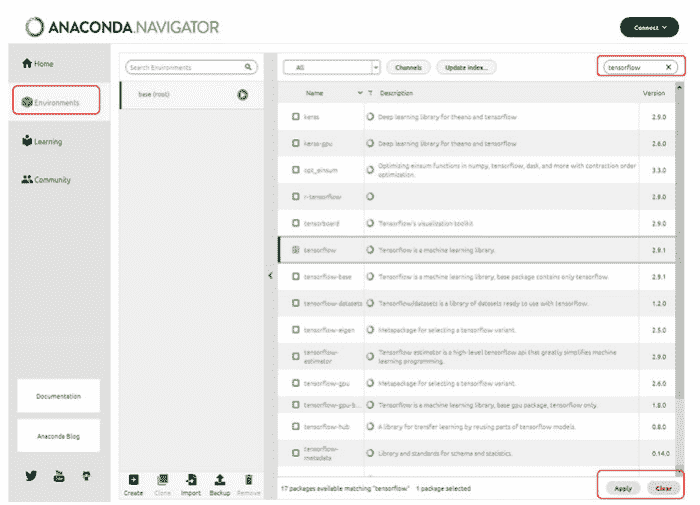 ANACONDA.NAVIGATOR
Connect
Home
Environments
Learning
Community
Documentation
Anaconda Blog
Search Environments
base (root)
Create
Clone
Import
Backup
Remove
All
Channels
Update index...
tensorflow
Name
T
Description
Version
keras
Deep learning library for theano and tensorflow
2.9.0
keras-gpu
Deep learning library for theano and tensorflow
2.6.0
opt_einsum
Optimizing einsum functions in numpy, tensorflow, dask, and more with contraction order
optimization.
3.3.0
r-tensorflow
2.8.0
tensorboard
Tensorflow's visualization toolkit
2.9.0
tensorflow
Tensorflow is a machine learning library.
2.9.1
tensorflow-base
Tensorflow is a machine learning library, base package contains only tensorflow.
2.9.1
tensorflow-datasets
Tensorflow/datasets is a library of datasets ready to use with tensorflow.
1.2.0
tensorflow-eigen
Metapackage for selecting a tensorflow variant.
2.5.0
tensorflow-
estimator
Tensorflow estimator is a high-level tensorflow api that greatly simplifies machine
learning programming.
2.9.0
tensorflow-gpu
Metapackage for selecting a tensorflow variant.
2.6.0
tensorflow-gpu-b...
Tensorflow is a machine learning library, base gpu package, tensorflow only.
1.8.0
tensorflow-hub
A library for transfer learning by reusing parts of tensorflow models.
0.8.0
tensorflow-
metadata
Library and standards for schema and statistics.
0.14.0
17 packages available matching "tensorflow"
1 package selected
Apply
Clear